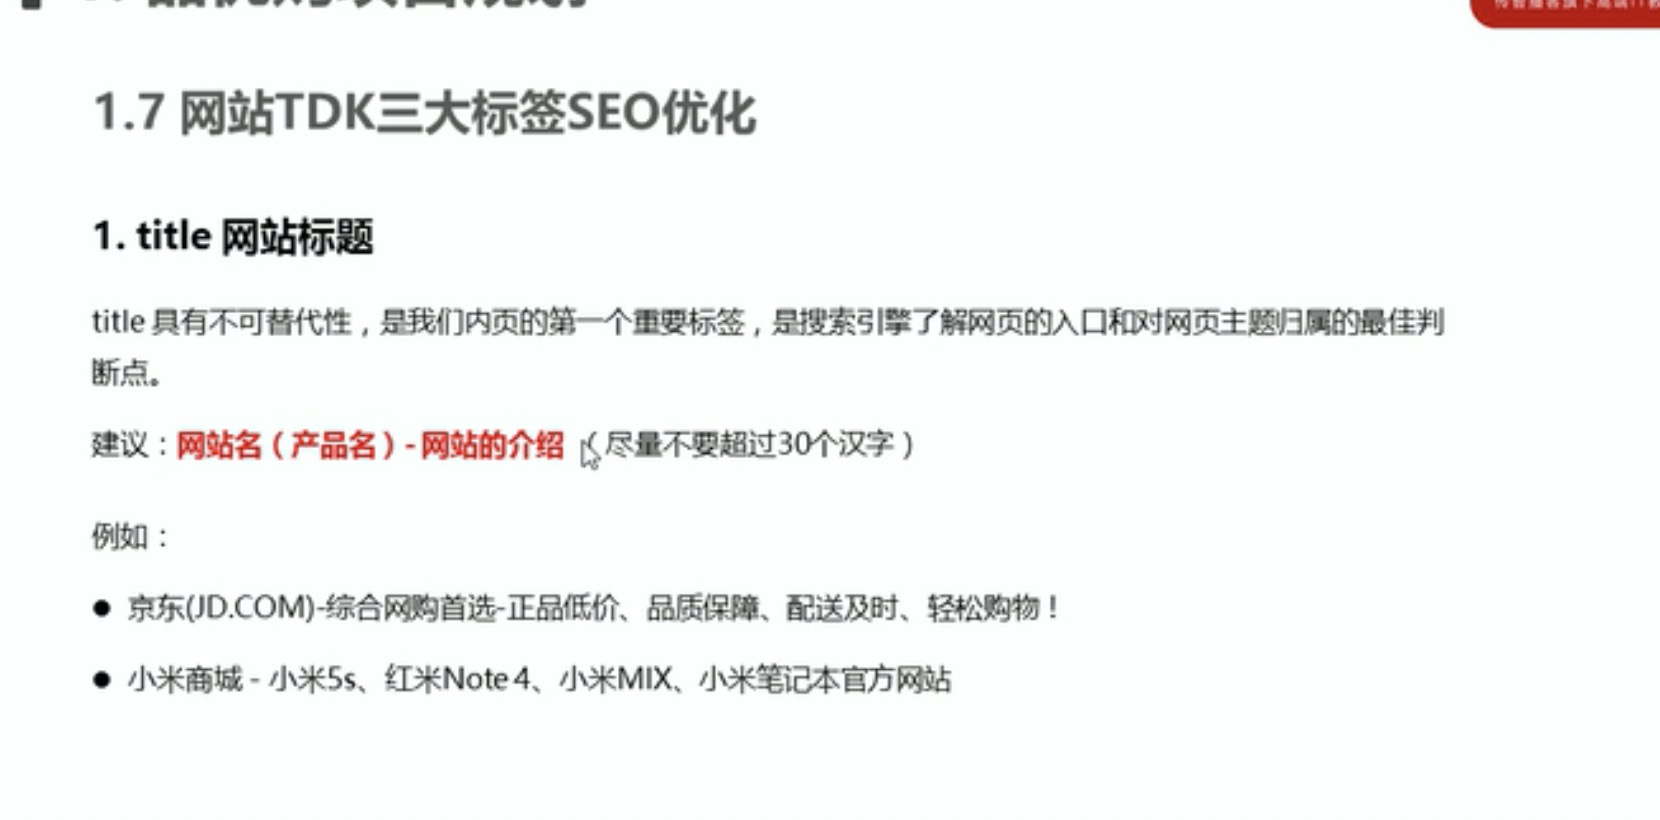 1.7 网站TDK三大标签SEO优化
1. title 网站标题
title 具有不可替代性，是我们内页的第一个重要标签，是搜索引擎了解网页的入口和对网页主题归属的最佳判
断点。
建议：网站名（产品名）- 网站的介绍 （尽量不要超过30个汉字）
例如：
● 京东(JD.COM)-综合网购首选-正品低价、品质保障、配送及时、轻松购物！
● 小米商城 - 小米5s、红米Note 4、小米MIX、小米笔记本官方网站